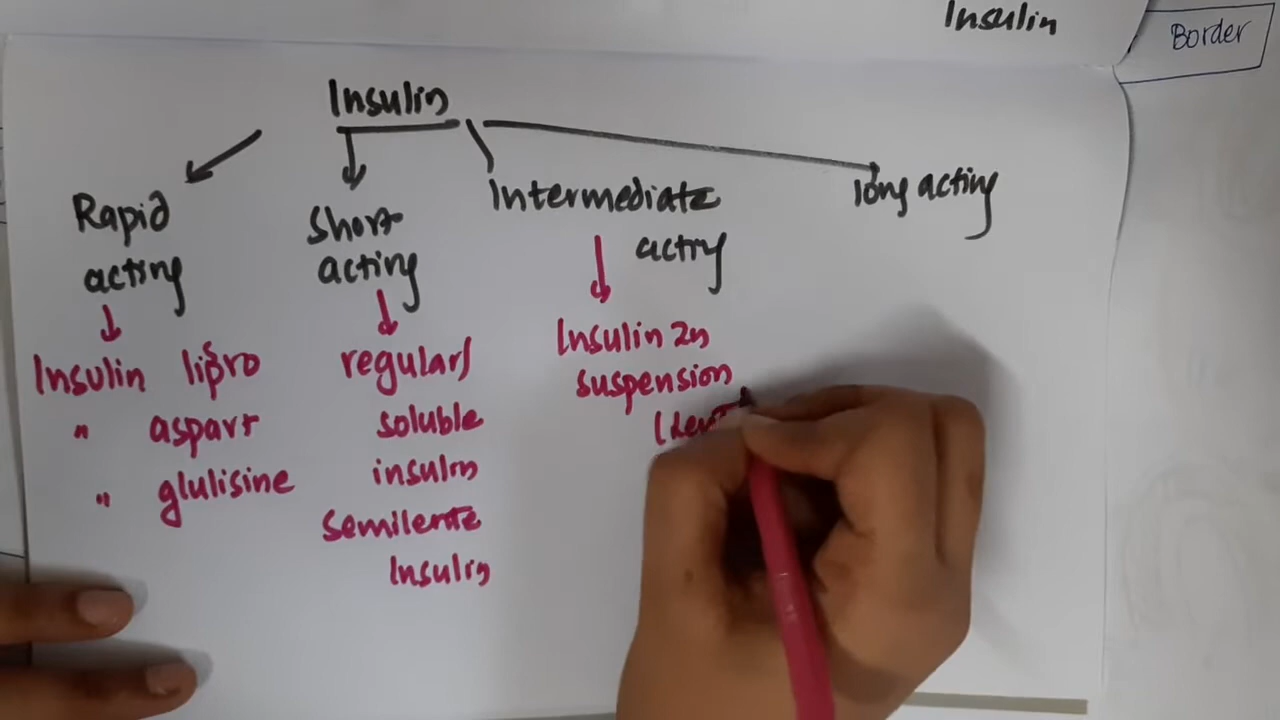 Insulin
Border
Insulin
Rapid
acting
Short
acting
Intermediate
acting
long acting
Insulin lispro
" aspart
" glulisine
regular/
soluble
insulin
semilente
Insulin
Insulin Zn
suspension